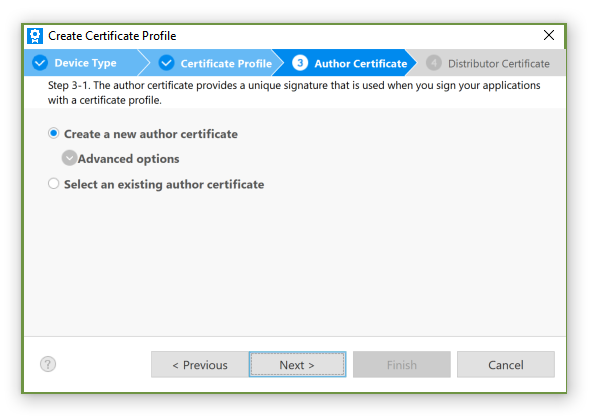 Create Certificate Profile
Device Type
Certificate Profile
3 Author Certificate
4 Distributor Certificate
Step 3-1. The author certificate provides a unique signature that is used when you sign your applications
with a certificate profile.
Create a new author certificate
Advanced options
Select an existing author certificate
?
< Previous
Next >
Finish
Cancel